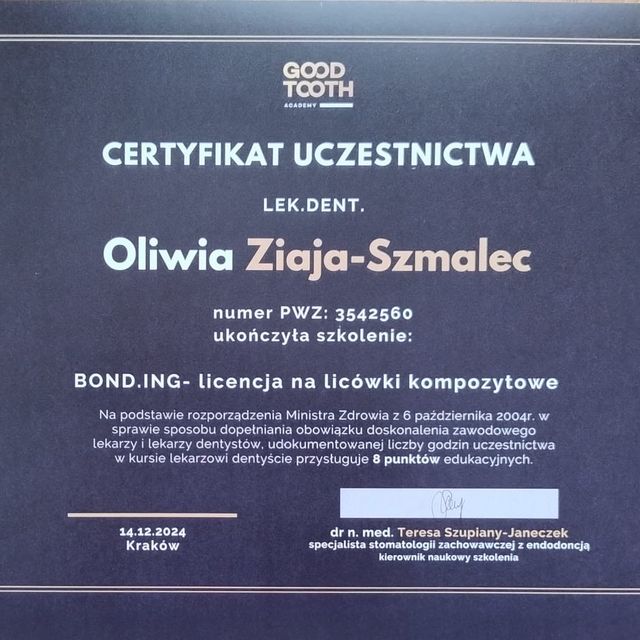 GOOD
TOOTH
ACADEMY
CERTYFIKAT UCZESTNICTWA
LEK.DENT.
Oliwia Ziaja-Szmalec
numer PWZ: 3542560
ukończyła szkolenie:
BOND.ING- licencja na licówki kompozytowe
Na podstawie rozporządzenia Ministra Zdrowia z 6 października 2004r. w
sprawie sposobu dopełniania obowiązku doskonalenia zawodowego
lekarzy i lekarzy dentystów, udokumentowanej liczby godzin uczestnictwa
w kursie lekarzowi dentyście przysługuje 8 punktów edukacyjnych.
14.12.2024
Kraków
dr n. med. Teresa Szupiany-Janeczek
specjalista stomatologii zachowawczej z endodoncją
kierownik naukowy szkolenia